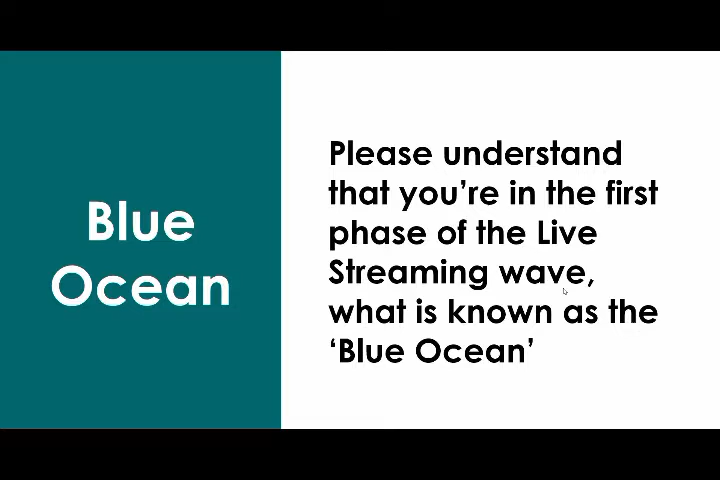 Blue
Ocean
Please understand
that you're in the first
phase of the Live
Streaming wave,
what is known as the
‘Blue Ocean’